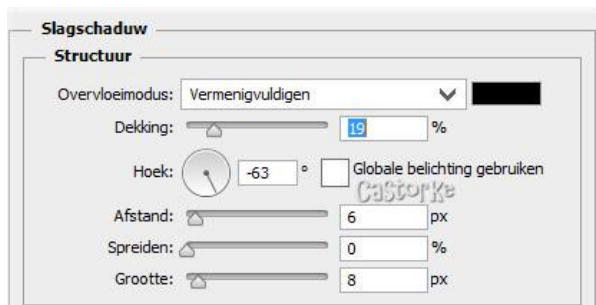 Slagschaduw
Structuur
Overvloeimodus: Vermenigvuldigen
Dekking: 19 %
Hoek: -63 ° Globale belichting gebruiken
CaStorKe
Afstand: 6 px
Spreiden: 0 %
Grootte: 8 px